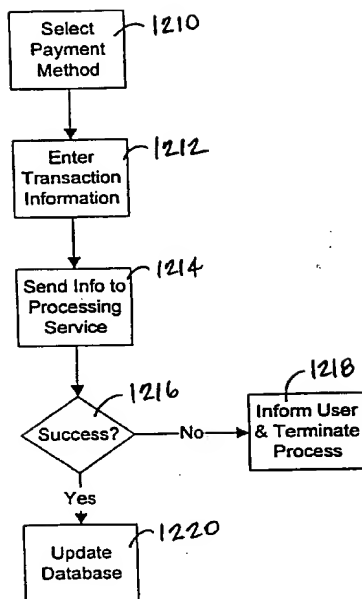 Select
Payment
Method
1210
Enter
Transaction
Information
1212
Send Info to
Processing
Service
1214
Success?
1216
No
Inform User
& Terminate
Process
1218
Yes
Update
Database
1220